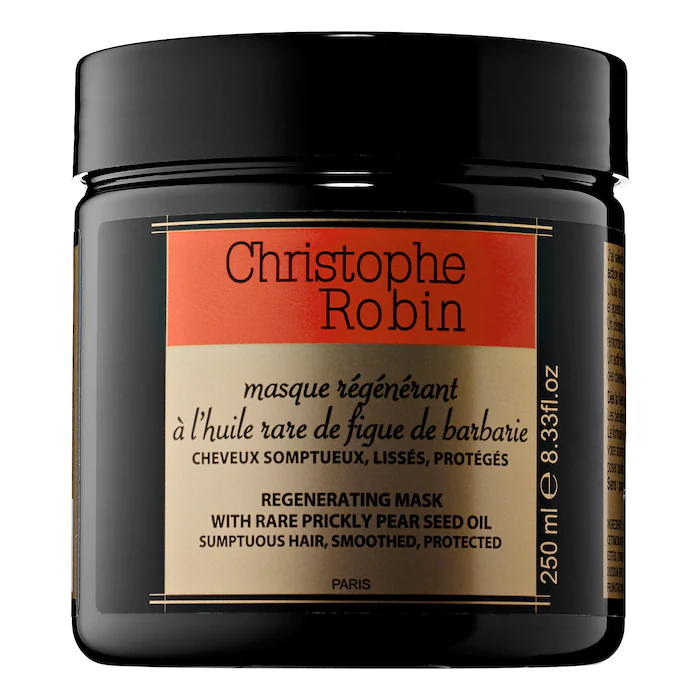 Christophe
Robin
masque régénérant
à l'huile rare de figue de barbarie
CHEVEUX SOMPTUEUX, LISSÉS, PROTÉGÉS
REGENERATING MASK
WITH RARE PRICKLY PEAR SEED OIL
SUMPTUOUS HAIR, SMOOTHED, PROTECTED
PARIS
250 ml e 8.33fl.oz